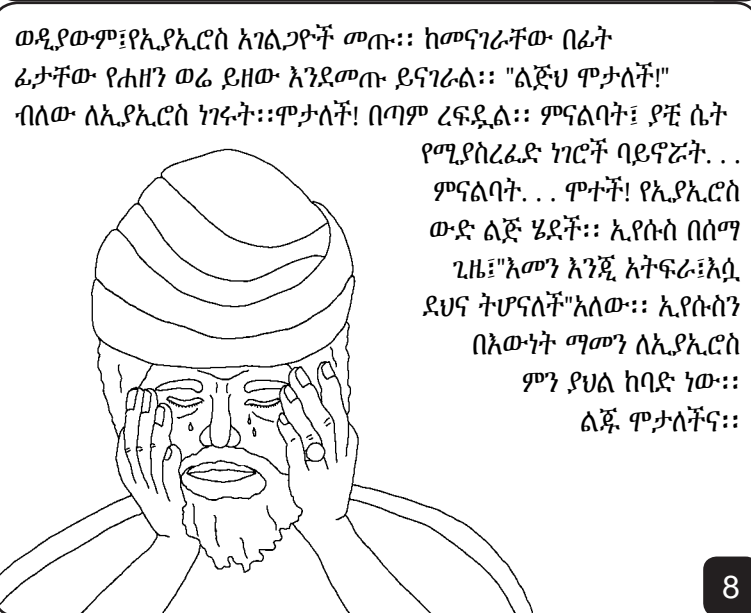 ወዲያውም፤የኢያኢሮስ አገልጋዮች መጡ፡፡ ከመናገራቸው በፊት
ፊታቸው የሐዘን ወሬ ይዘው እንደመጡ ይናገራል፡፡ "ልጅህ ሞታለች!"
ብለው ለኢያኢሮስ ነገሩት፡፡ሞታለች! በጣም ረፍዷል፡፡ ምናልባት፤ ያቺ ሴት
የሚያስረፈድ ነገሮች ባይኖሯት. . .
ምናልባት. . . ሞተች! የኢያኢሮስ
ውድ ልጅ ሄደች፡፡ ኢየሱስ በሰማ
ጊዜ፤"እመን እንጂ አትፍራ፤እሷ
ደህና ትሆናለች"አለው፡፡ ኢየሱስን
በእውነት ማመን ለኢያኢሮስ
ምን ያህል ከባድ ነው፡፡
ልጁ ሞታለችና፡፡
8